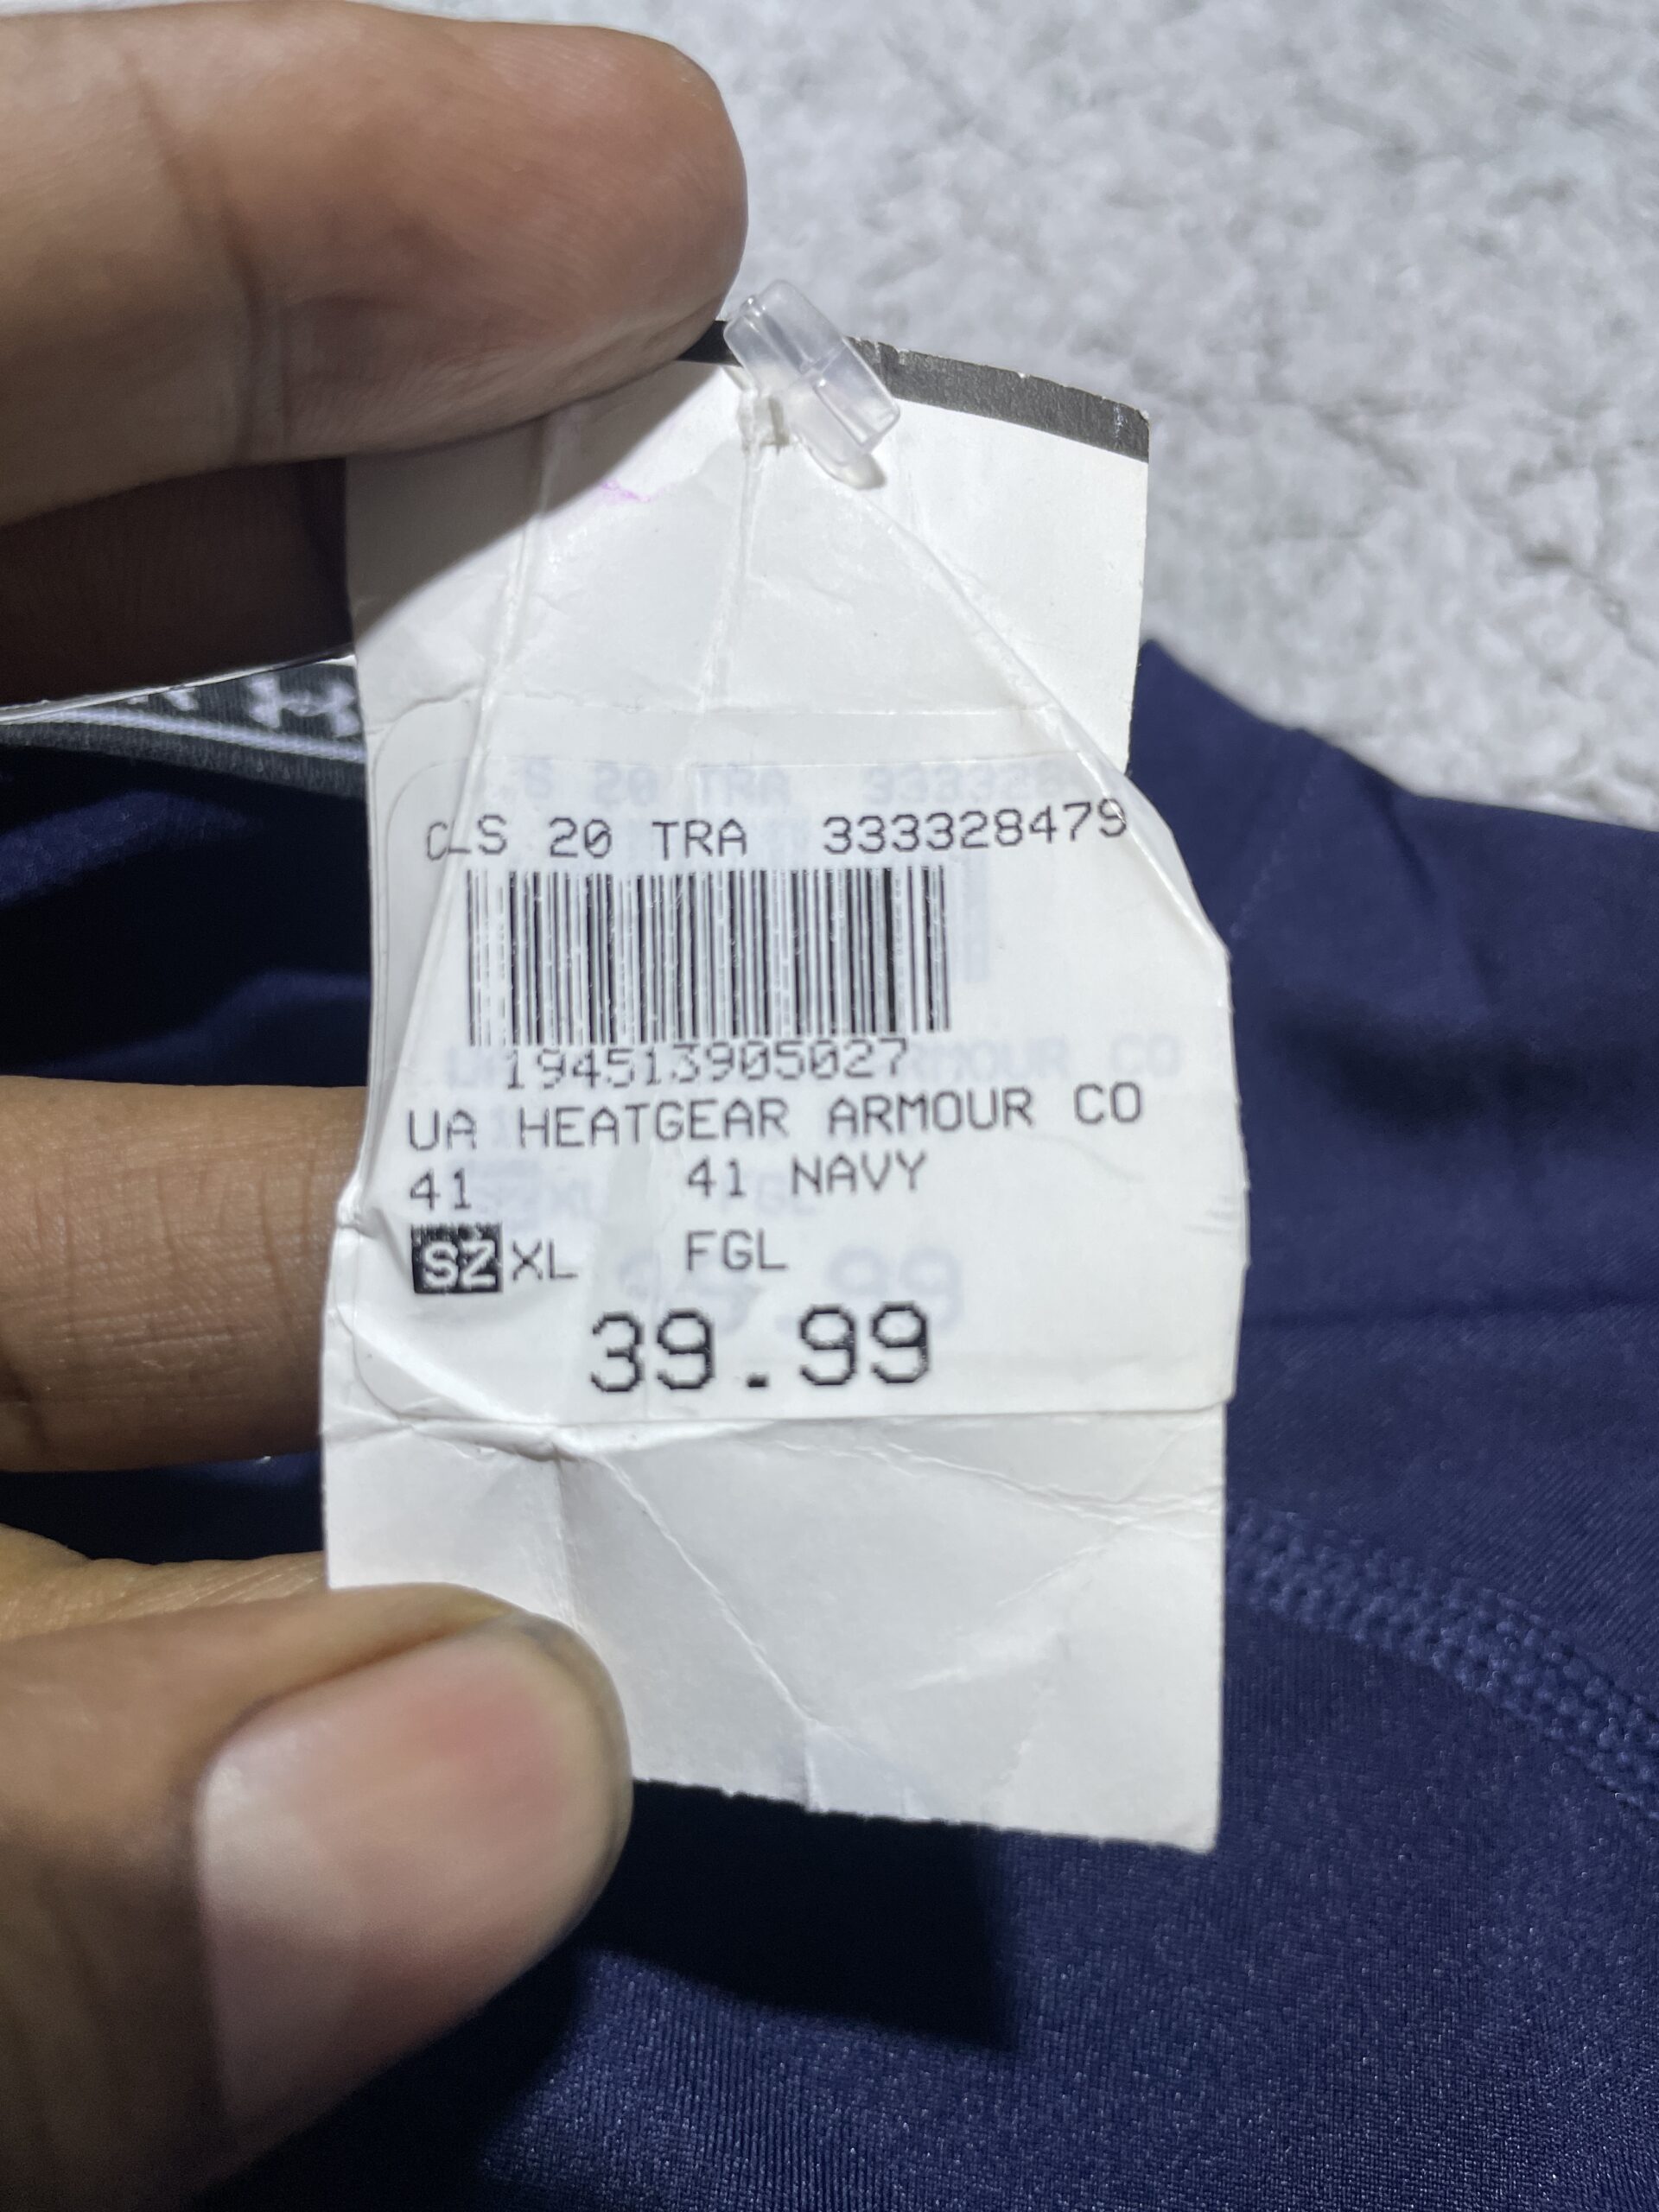 CLS 20 TRA 333328479
194513905027
UA HEATGEAR ARMOUR CO
41 41 NAVY
SZ XL FGL
39.99